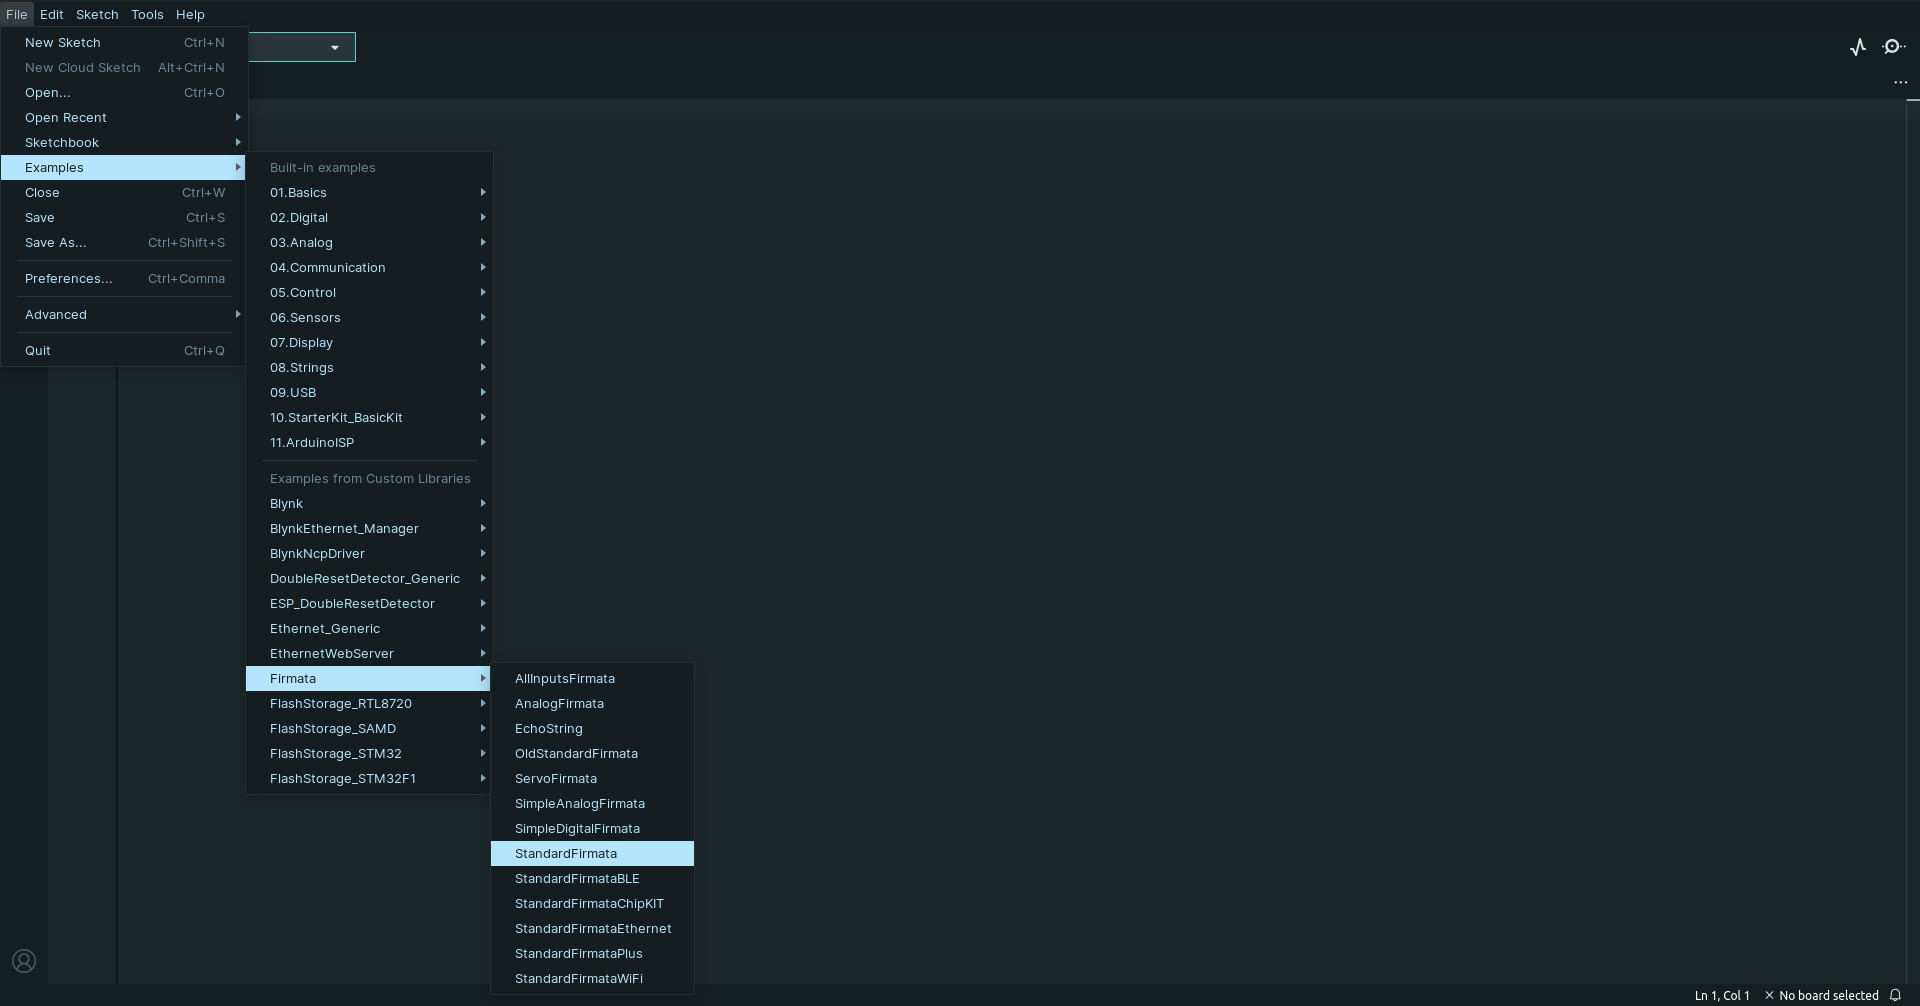 File Edit Sketch Tools Help
New Sketch Ctrl+N
New Cloud Sketch Alt+Ctrl+N
Open... Ctrl+O
Open Recent
Sketchbook
Examples
Close Ctrl+W
Save Ctrl+S
Save As... Ctrl+Shift+S
Preferences... Ctrl+Comma
Advanced
Quit Ctrl+Q
Built-in examples
01.Basics
02.Digital
03.Analog
04.Communication
05.Control
06.Sensors
07.Display
08.Strings
09.USB
10.StarterKit_BasicKit
11.ArduinoISP
Examples from Custom Libraries
Blynk
BlynkEthernet_Manager
BlynkNcpDriver
DoubleResetDetector_Generic
ESP_DoubleResetDetector
Ethernet_Generic
EthernetWebServer
Firmata
FlashStorage_RTL8720
FlashStorage_SAMD
FlashStorage_STM32
FlashStorage_STM32F1
AllInputsFirmata
AnalogFirmata
EchoString
OldStandardFirmata
ServoFirmata
SimpleAnalogFirmata
SimpleDigitalFirmata
StandardFirmata
StandardFirmataBLE
StandardFirmataChipKIT
StandardFirmataEthernet
StandardFirmataPlus
StandardFirmataWiFi
Ln 1, Col 1 No board selected